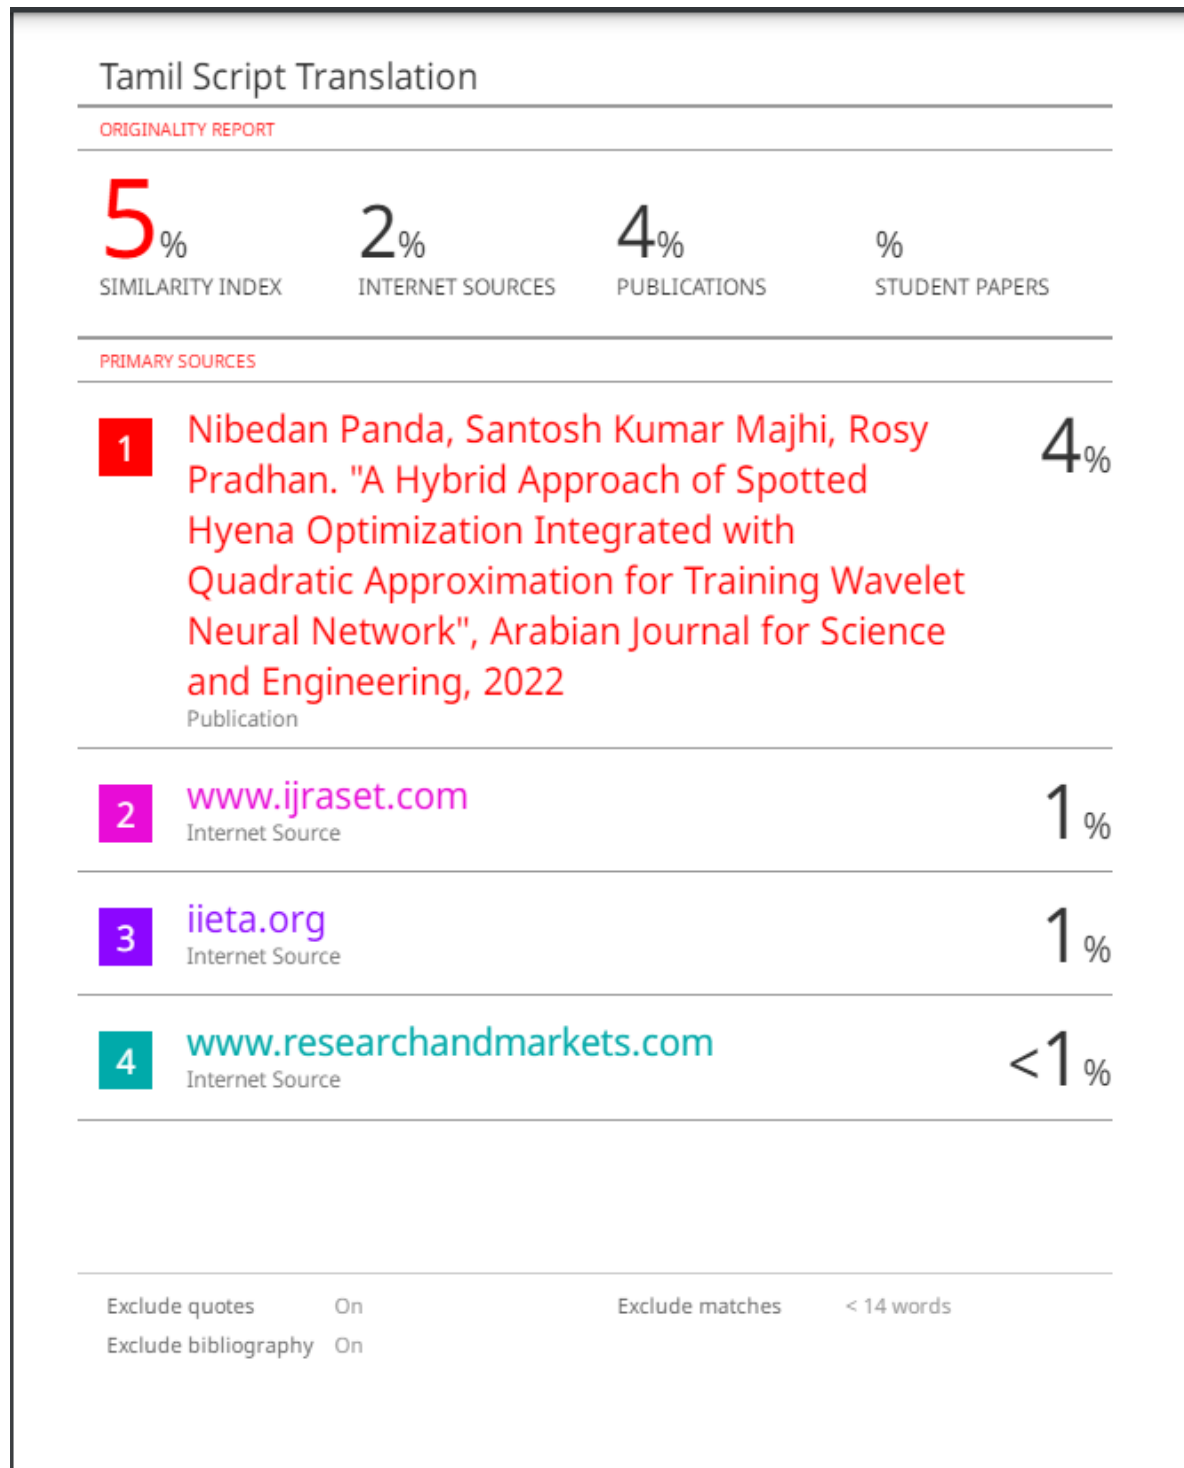 Tamil Script Translation
ORIGINALITY REPORT
5% 2% 4% %
SIMILARITY INDEX INTERNET SOURCES PUBLICATIONS STUDENT PAPERS
PRIMARY SOURCES
1 Nibedan Panda, Santosh Kumar Majhi, Rosy 4%
Pradhan. "A Hybrid Approach of Spotted
Hyena Optimization Integrated with
Quadratic Approximation for Training Wavelet
Neural Network", Arabian Journal for Science
and Engineering, 2022
Publication
2 www.ijraset.com 1%
Internet Source
3 iieta.org 1%
Internet Source
4 www.researchandmarkets.com <1%
Internet Source
Exclude quotes On Exclude matches < 14 words
Exclude bibliography On